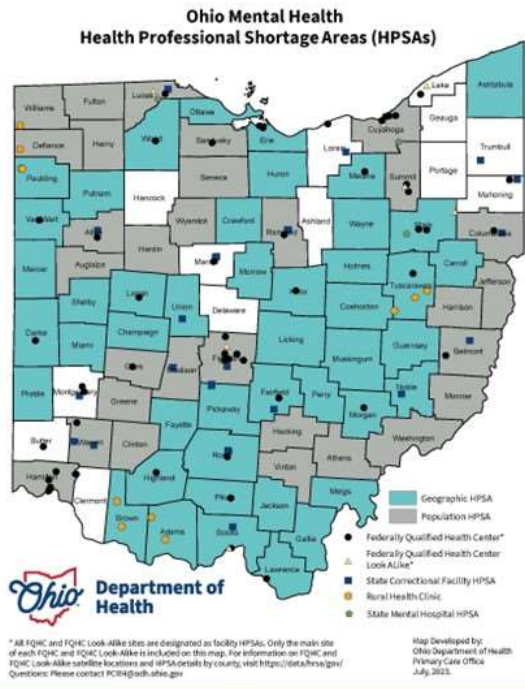 Ohio Mental Health
Health Professional Shortage Areas (HPSAs)
Williams
Fulton
Lucas
Ottawa
Lake
Ashtabula
Geauga
Cuyahoga
Defiance
Henry
Wood
Sandusky
Erie
Lorain
Trumbull
Paulding
Putnam
Seneca
Huron
Medina
Summit
Portage
Mahoning
Hancock
Van Wert
Allen
Wyandot
Crawford
Richland
Ashland
Wayne
Stark
Columbiana
Hardin
Mercer
Auglaize
Marion
Morrow
Holmes
Carroll
Tuscarawas
Jefferson
Shelby
Logan
Union
Delaware
Knox
Coshocton
Harrison
Darke
Miami
Champaign
Licking
Muskingum
Guernsey
Belmont
Clark
Madison
Franklin
Preble
Montgomery
Greene
Pickaway
Fairfield
Perry
Morgan
Noble
Monroe
Fayette
Butler
Warren
Clinton
Hocking
Washington
Ross
Vinton
Athens
Hamilton
Clermont
Highland
Pike
Jackson
Meigs
Brown
Adams
Scioto
Gallia
Lawrence
Geographic HPSA
Population HPSA
Federally Qualified Health Center*
Federally Qualified Health Center
Look ALike*
State Correctional Facility HPSA
Rural Health Clinic
State Mental Hospital HPSA
Ohio
Department of
Health
* All FQHC and FQHC Look-Alike sites are designated as facility HPSAs. Only the main site
of each FQHC and FQHC Look-Alike is included on this map. For information on FQHC and
FQHC Look-Alike satellite locations and HPSA details by county, visit https://data/hrsa/gov/
Questions: Please contact PCRH@odh.ohio.gov
Map Developed by:
Ohio Department of Health
Primary Care Office
July, 2023.